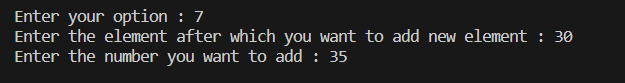 Enter your option : 7
Enter the element after which you want to add new element : 30
Enter the number you want to add : 35